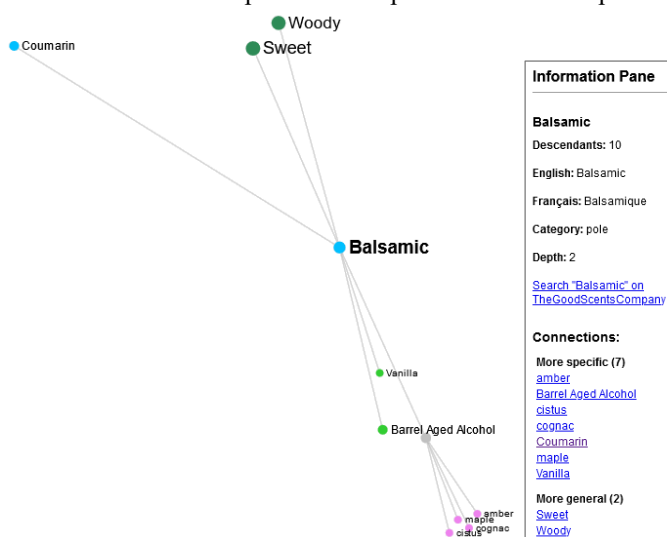 Woody
Coumarin
Sweet
Balsamic
Vanilla
Barrel Aged Alcohol
amber
maple
cognac
cistus
Information Pane
Balsamic
Descendants: 10
English: Balsamic
Français: Balsamique
Category: pole
Depth: 2
Search "Balsamic" on
TheGoodScentsCompany
Connections:
More specific (7)
amber
Barrel Aged Alcohol
cistus
cognac
Coumarin
maple
Vanilla
More general (2)
Sweet
Woody